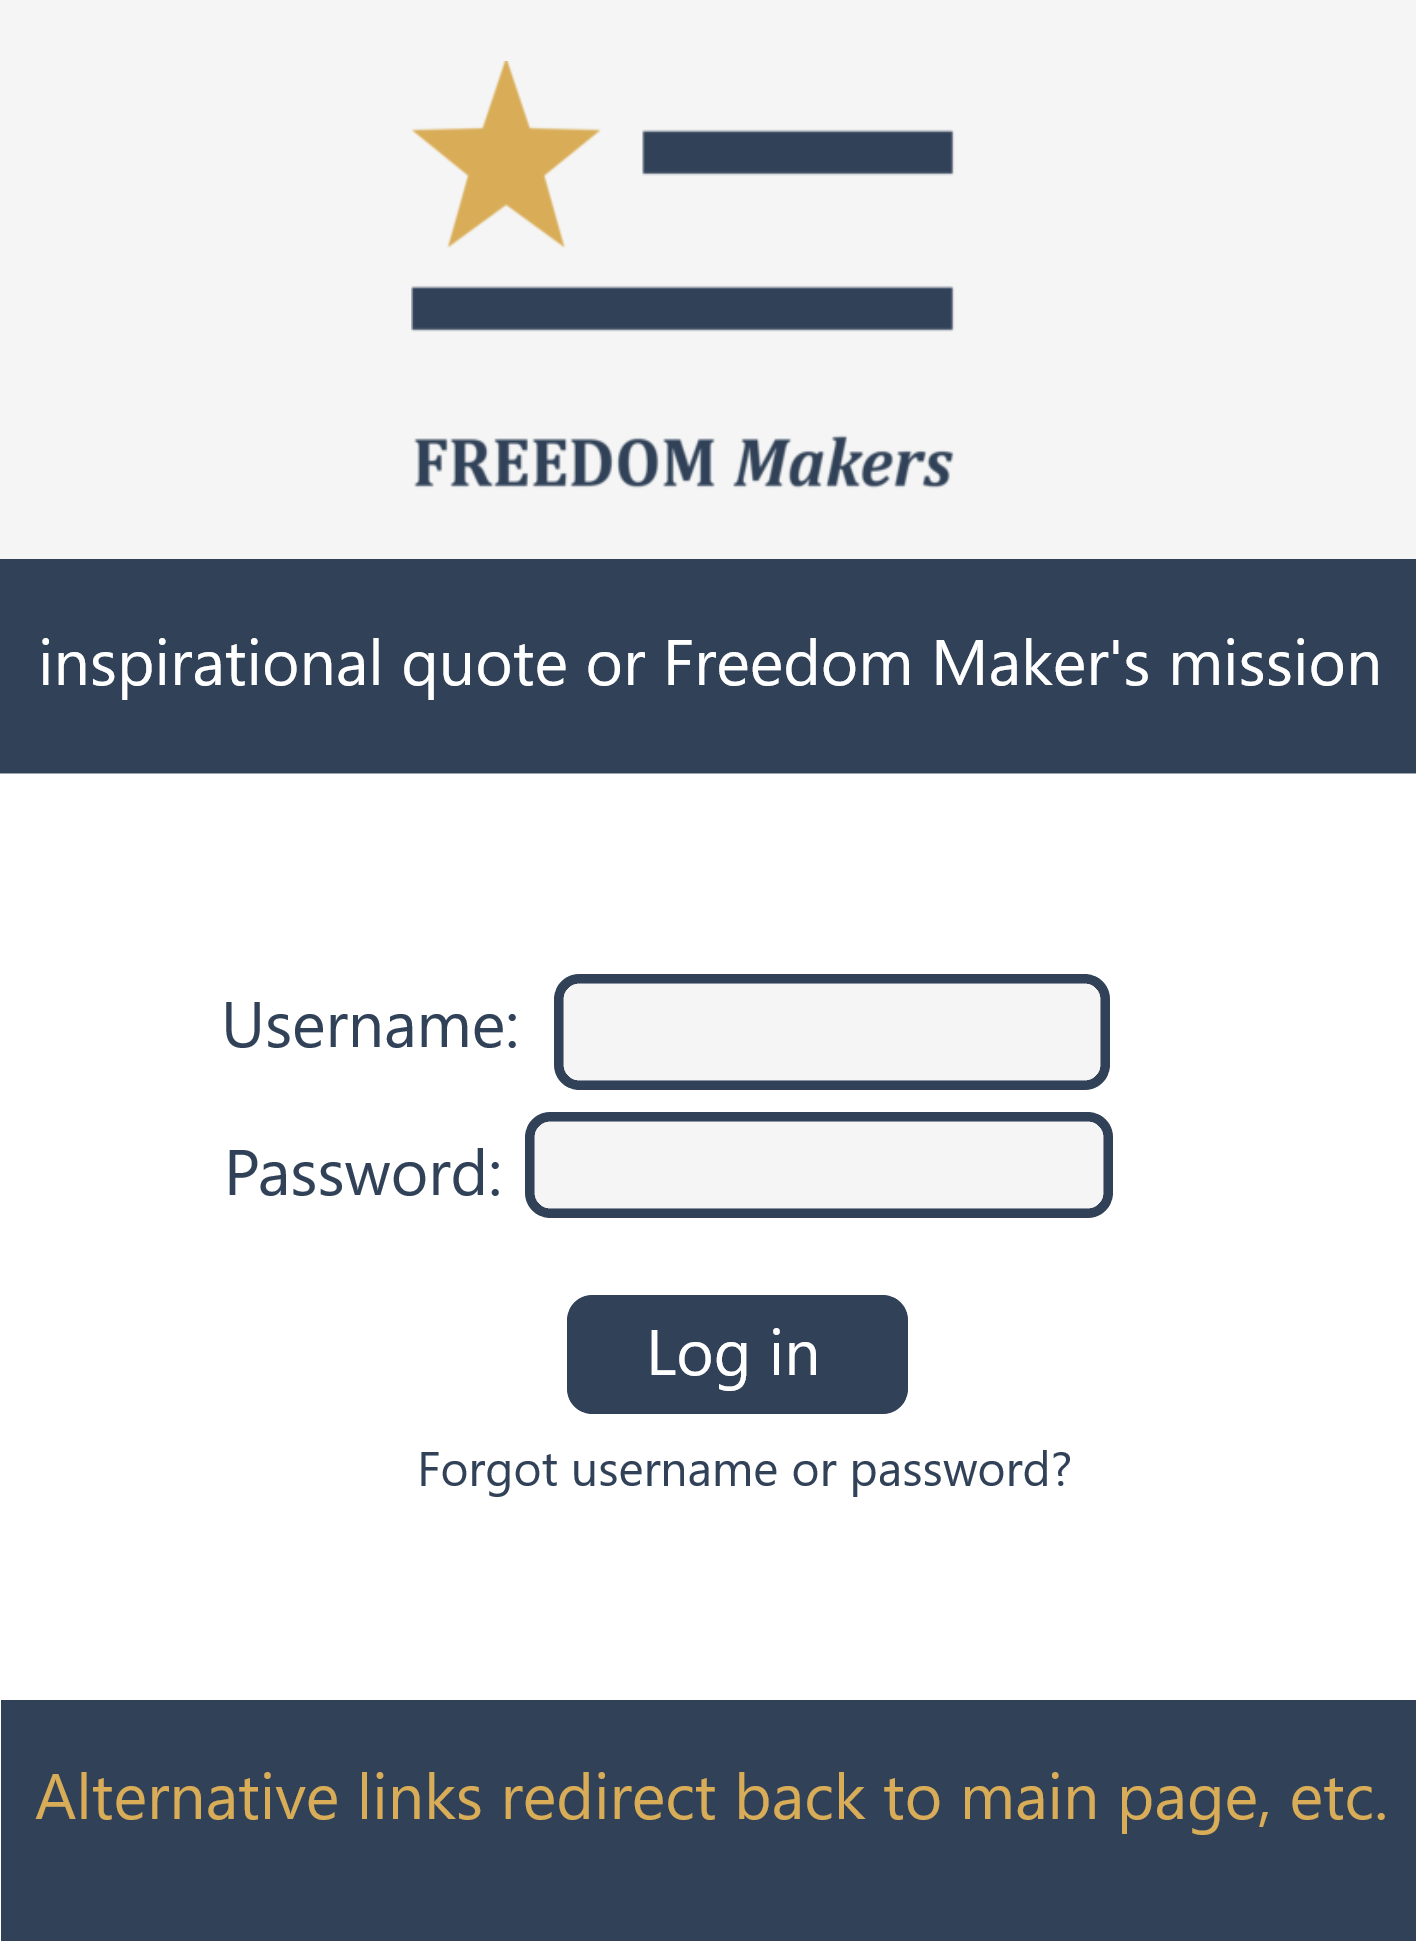 FREEDOM Makers
inspirational quote or Freedom Maker's mission
Username:
Password:
Log in
Forgot username or password?
Alternative links redirect back to main page, etc.